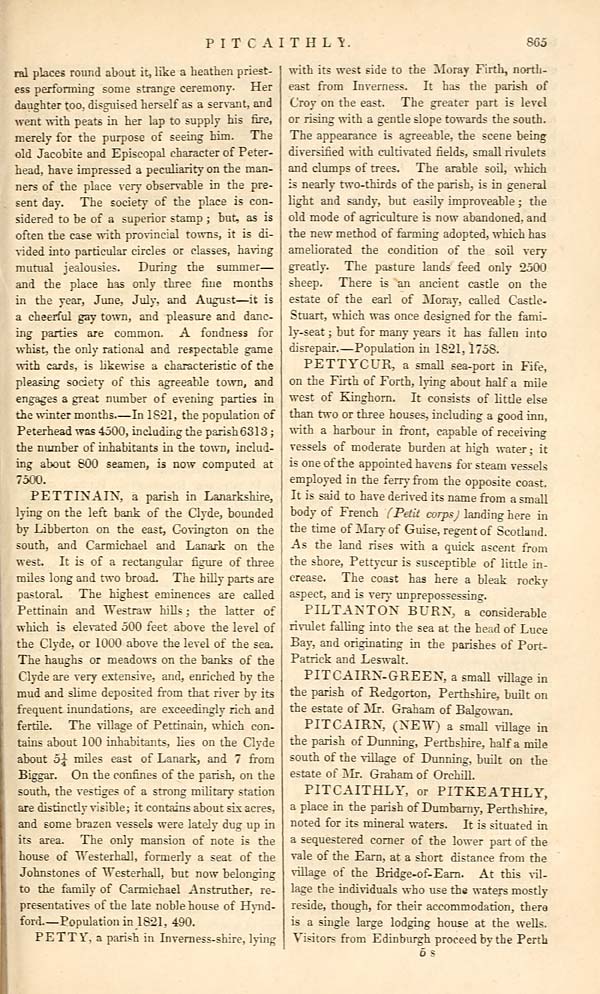 PITCAITHLY.
865
ral places round about it, like a heathen priest-
ess performing some strange ceremony. Her
daughter too, disguised herself as a servant, and
went with peats in her lap to supply his fire,
merely for the purpose of seeing him. The
old Jacobite and Episcopal character of Peter-
head, have impressed a peculiarity on the man-
ners of the place very observable in the pre-
sent day. The society of the place is con-
sidered to be of a superior stamp; but, as is
often the case with provincial towns, it is di-
vided into particular circles or classes, having
mutual jealousies. During the summer—
and the place has only three fine months
in the year, June, July, and August—it is
a cheerful gay town, and pleasure and danc-
ing parties are common. A fondness for
whist, the only rational and respectable game
with cards, is likewise a characteristic of the
pleasing society of this agreeable town, and
engages a great number of evening parties in
the winter months.—In 1821, the population of
Peterhead was 4500, including the parish 6313;
the number of inhabitants in the town, includ-
ing about 800 seamen, is now computed at
7500.
PETTINAIN, a parish in Lanarkshire,
lying on the left bank of the Clyde, bounded
by Libberton on the east, Covington on the
south, and Carmichael and Lanark on the
west. It is of a rectangular figure of three
miles long and two broad. The hilly parts are
pastoral. The highest eminences are called
Pettinain and Westraw hills; the latter of
which is elevated 500 feet above the level of
the Clyde, or 1000 above the level of the sea.
The haughs or meadows on the banks of the
Clyde are very extensive, and, enriched by the
mud and slime deposited from that river by its
frequent inundations, are exceedingly rich and
fertile. The village of Pettinain, which con-
tains about 100 inhabitants, lies on the Clyde
about 5¼ miles east of Lanark, and 7 from
Biggar. On the confines of the parish, on the
south, the vestiges of a strong military station
are distinctly visible; it contains about six acres,
and some brazen vessels were lately dug up in
its area. The only mansion of note is the
house of Westerhall, formerly a seat of the
Johnstones of Westerhall, but now belonging
to the family of Carmichael Anstruther, re-
presentatives of the late noble house of Hynd-
ford.—Population in 1821, 490.
PETTY, a parish in Inverness-shire, lying
with its west side to the Moray Firth, north-
east from Inverness. It has the parish of
Croy on the east. The greater part is level
or rising with a gentle slope towards the south.
The appearance is agreeable, the scene being
diversified with cultivated fields, small rivulets
and clumps of trees. The arable soil, which
is nearly two-thirds of the parish, is in general
light and sandy, but easily improveable; the
old mode of agriculture is now abandoned, and
the new method of farming adopted, which has
ameliorated the condition of the soil very
greatly. The pasture lands feed only 2500
sheep. There is an ancient castle on the
estate of the earl of Moray, called Castle-
Stuart, which was once designed for the fami-
ly-seat; but for many years it has fallen into
disrepair.—Population in 1821, 1758.
PETTYCUR, a small sea-port in Fife,
on the Firth of Forth, lying about half a mile
west of Kinghorn. It consists of little else
than two or three houses, including a good inn,
with a harbour in front, capable of receiving
vessels of moderate burden at high water; it
is one of the appointed havens for steam vessels
employed in the ferry from the opposite coast.
It is said to have derived its name from a small
body of French (Petit corps) landing here in
the time of Mary of Guise, regent of Scotland.
As the land rises with a quick ascent from
the shore, Pettycur is susceptible of little in-
crease. The coast has here a bleak rocky
aspect, and is very unprepossessing.
PILTANTON BURN, a considerable
rivulet falling into the sea at the head of Luce
Bay, and originating in the parishes of Port-
Patrick and Leswalt.
PITCAIRN-GREEN, a small village in
the parish of Redgorton, Perthshire, built on
the estate of Mr. Graham of Balgowan.
PITCAIRN, (NEW) a small village in
the parish of Dunning, Perthshire, half a mile
south of the village of Dunning, built on the
estate of Mr. Graham of Orchill.
PITCAITHLY, or PITKEATHLY,
a place in the parish of Dumbarny, Perthshire,
noted for its mineral waters. It is situated in
a sequestered corner of the lower part of the
vale of the Earn, at a short distance from the
village of the Bridge-of-Earn. At this vil-
lage the individuals who use the waters mostly
reside, though, for their accommodation, there
is a single large lodging house at the wells.
Visitors from Edinburgh proceed by the Perth
5 s